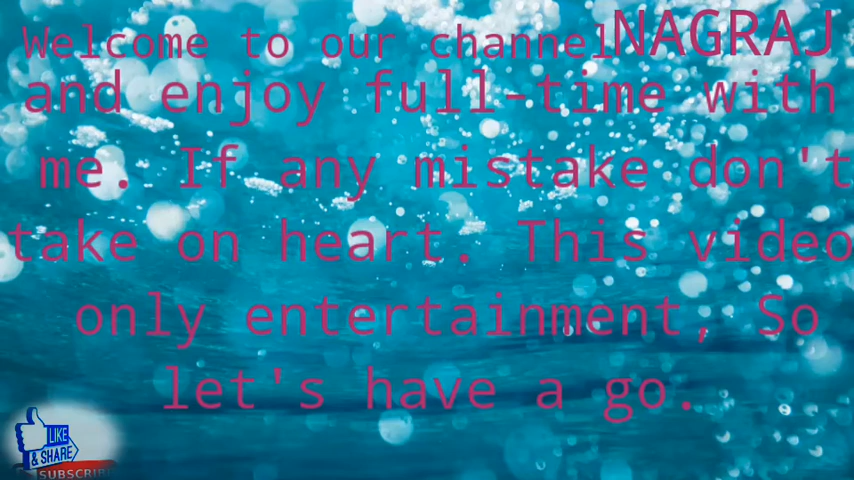 Welcome to our channelNAGRAJ
and enjoy full-time with
me. If any mistake don't
take on heart. This video
only entertainment, So
let's have a go.
LIKE
& SHARE
SUBSCRIBE